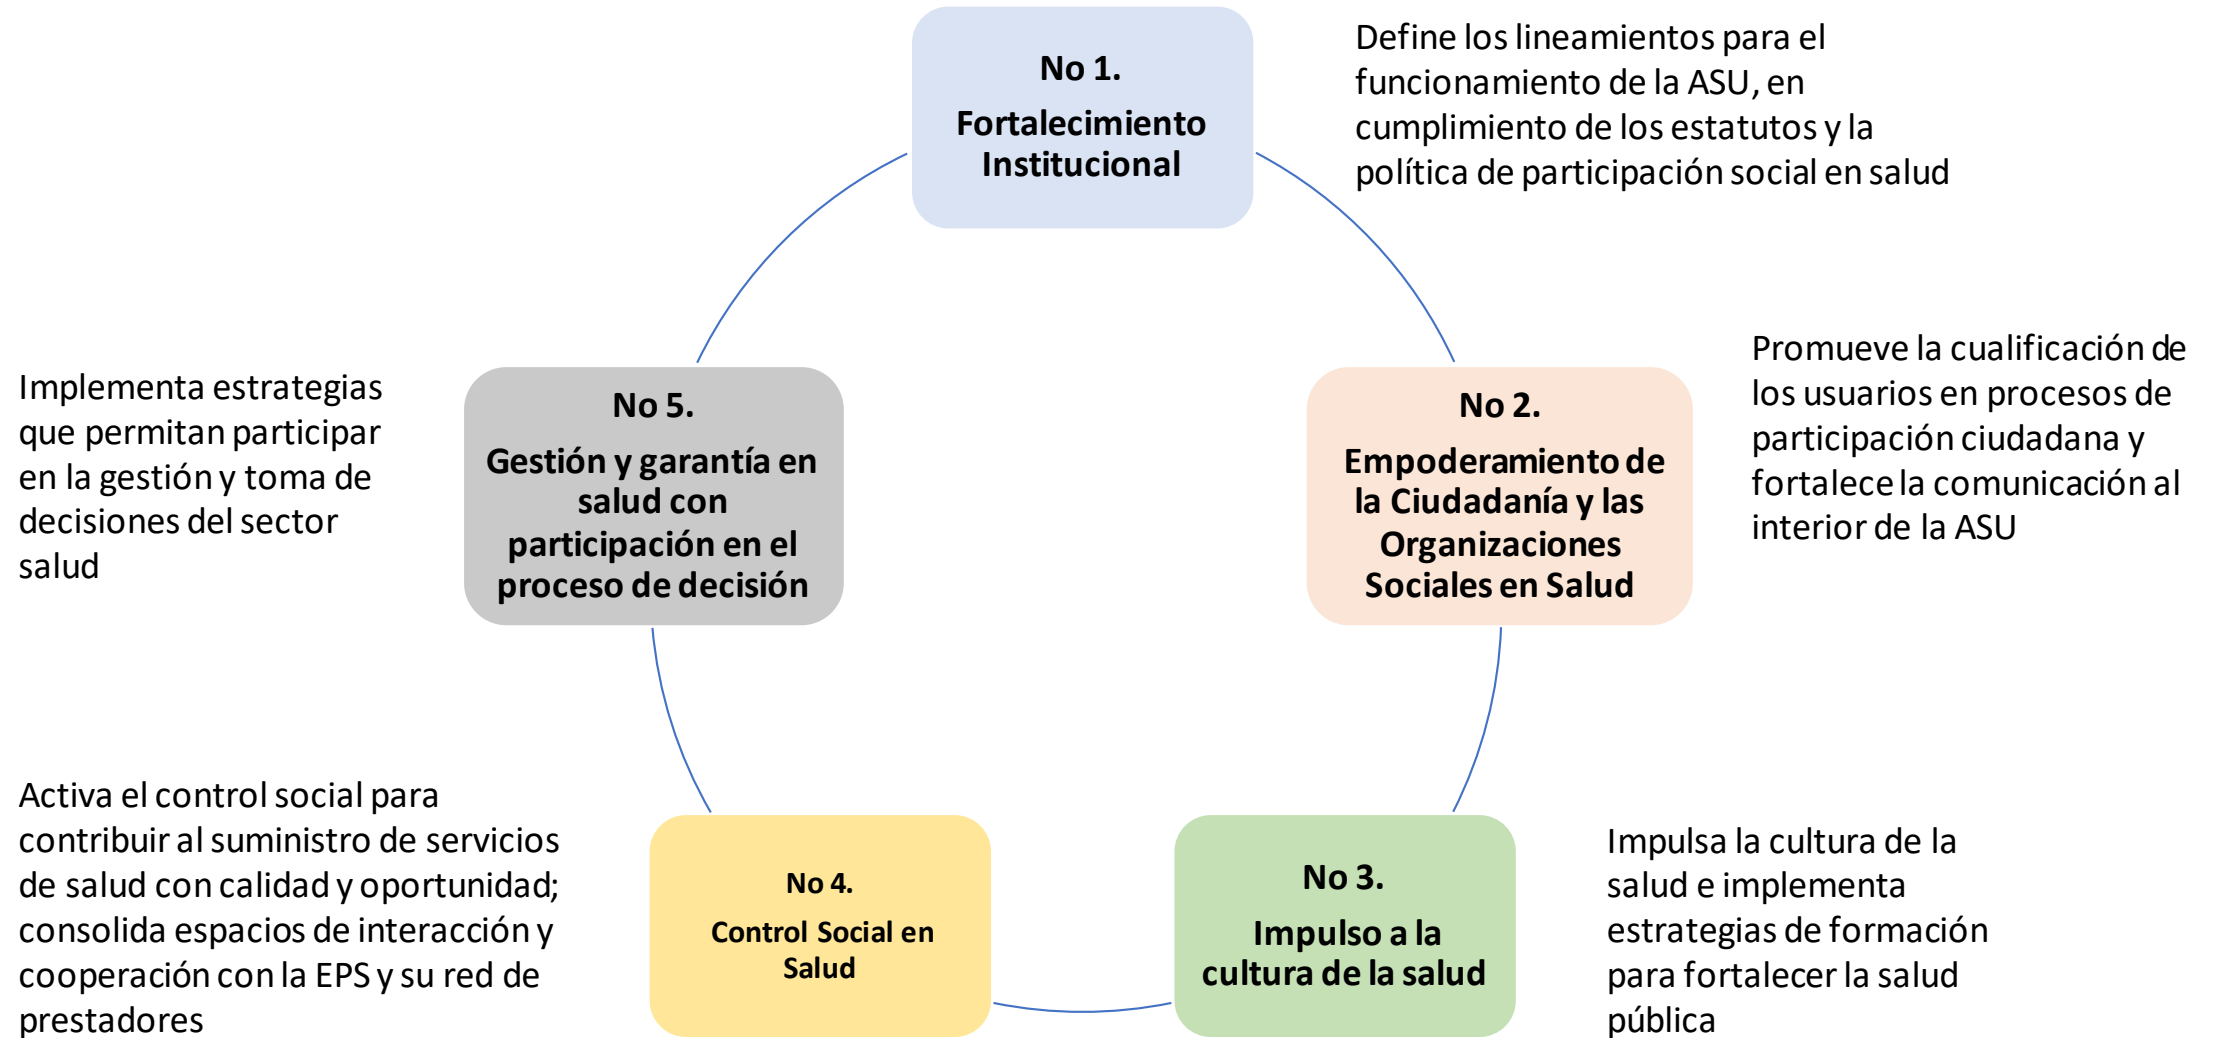 No 1.
Fortalecimiento
Institucional
Define los lineamientos para el
funcionamiento de la ASU, en
cumplimiento de los estatutos y la
política de participación social en salud
No 2.
Empoderamiento de
la Ciudadanía y las
Organizaciones
Sociales en Salud
Promueve la cualificación de
los usuarios en procesos de
participación ciudadana y
fortalece la comunicación al
interior de la ASU
No 3.
Impulso a la
cultura de la salud
Impulsa la cultura de la
salud e implementa
estrategias de formación
para fortalecer la salud
pública
No 4.
Control Social en
Salud
Activa el control social para
contribuir al suministro de servicios
de salud con calidad y oportunidad;
consolida espacios de interacción y
cooperación con la EPS y su red de
prestadores
No 5.
Gestión y garantía en
salud con
participación en el
proceso de decisión
Implementa estrategias
que permitan participar
en la gestión y toma de
decisiones del sector
salud